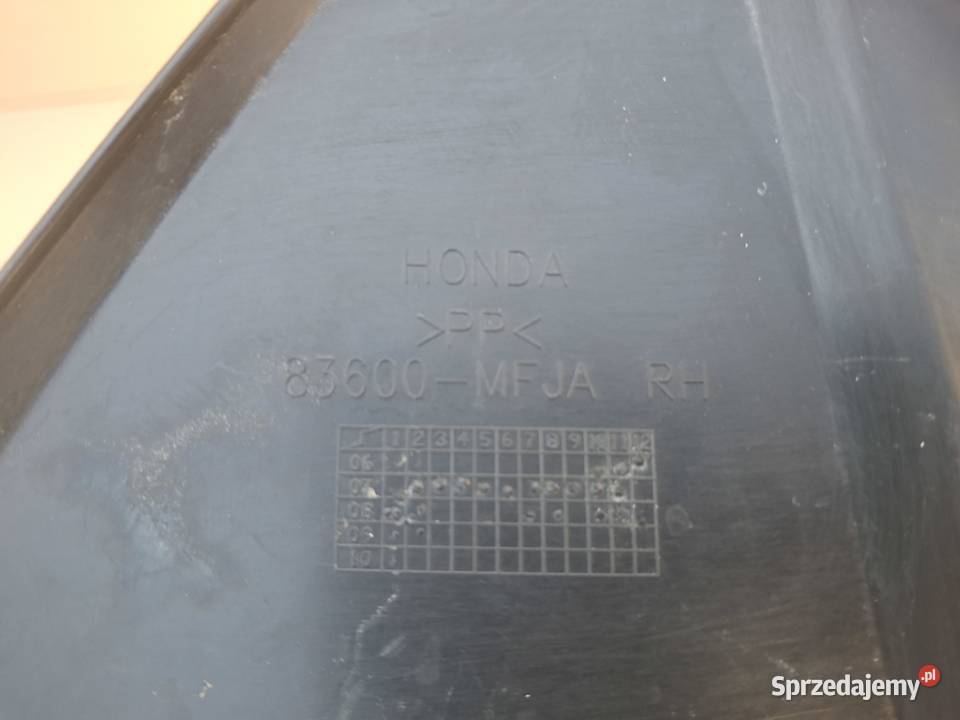 HONDA
>PP<
83600-MFJA RH
J 1 2 3 4 5 6 7 8 9 10 11 12
06
07
08
09
10
Sprzedajemy.pl